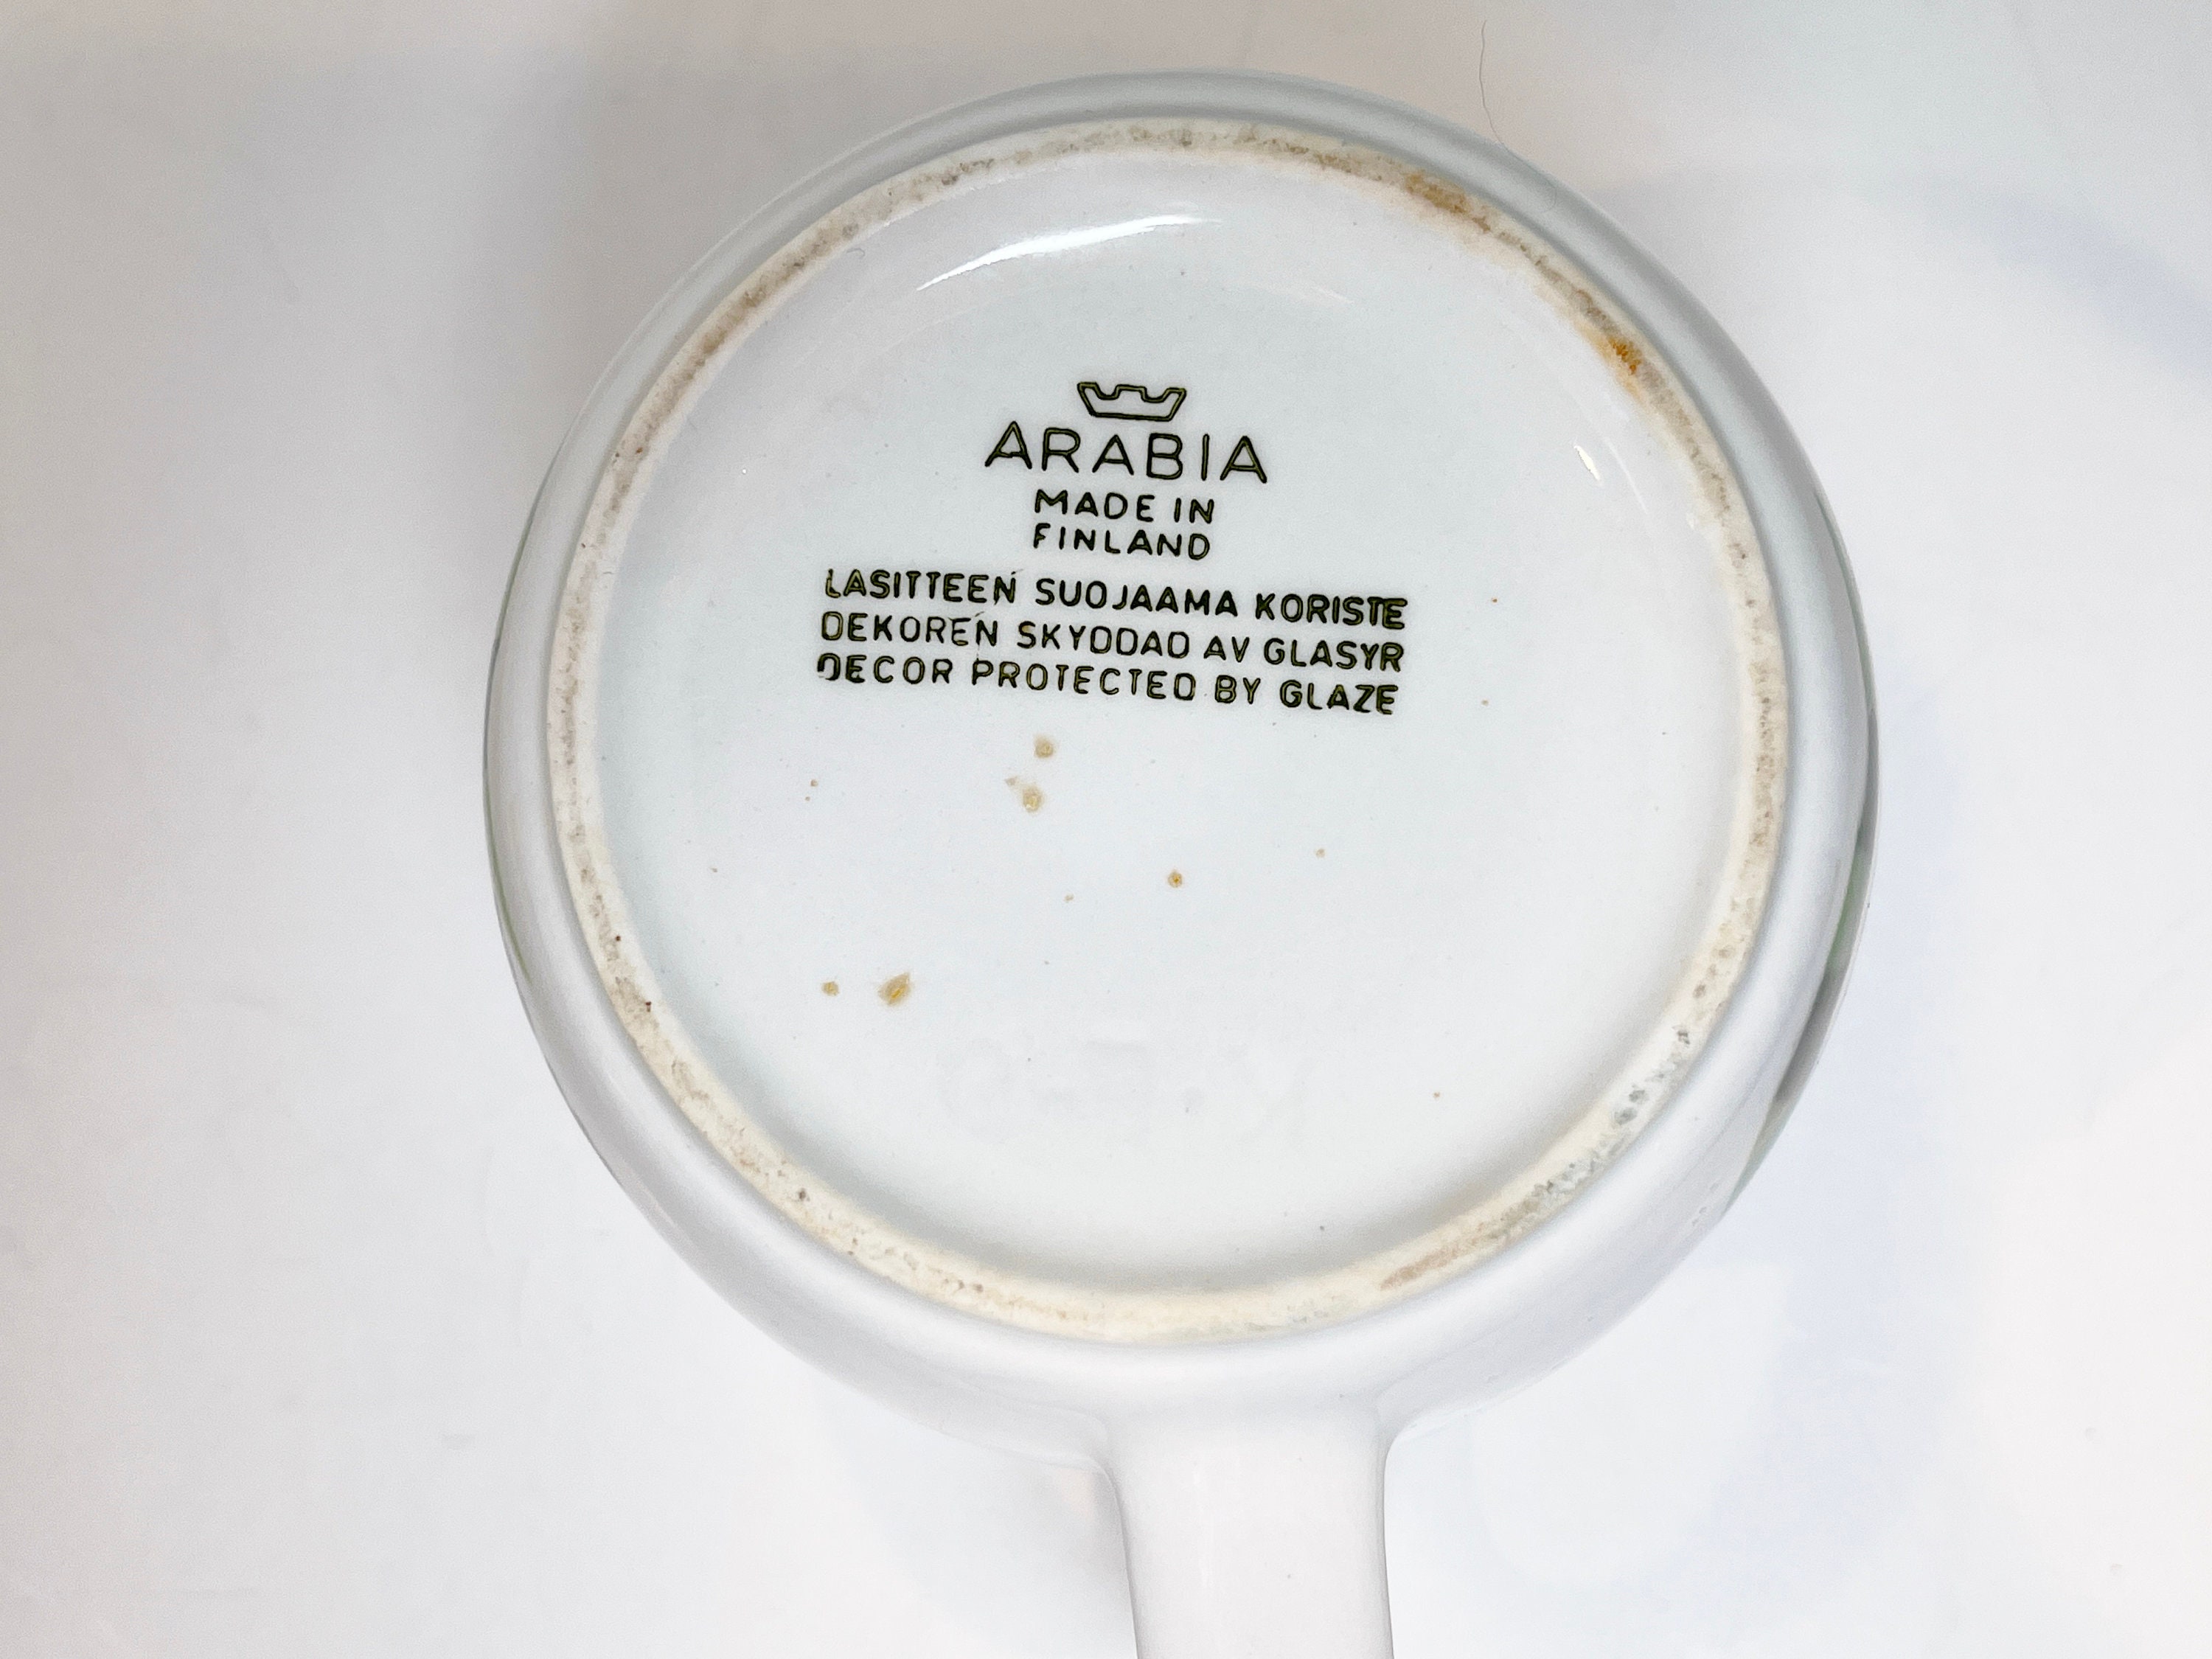 ARABIA
MADE IN
FINLAND
LASITTEEN SUOJAAMA KORISTE
DEKOREN SKYDDAD AV GLASYR
DECOR PROTECTED BY GLAZE